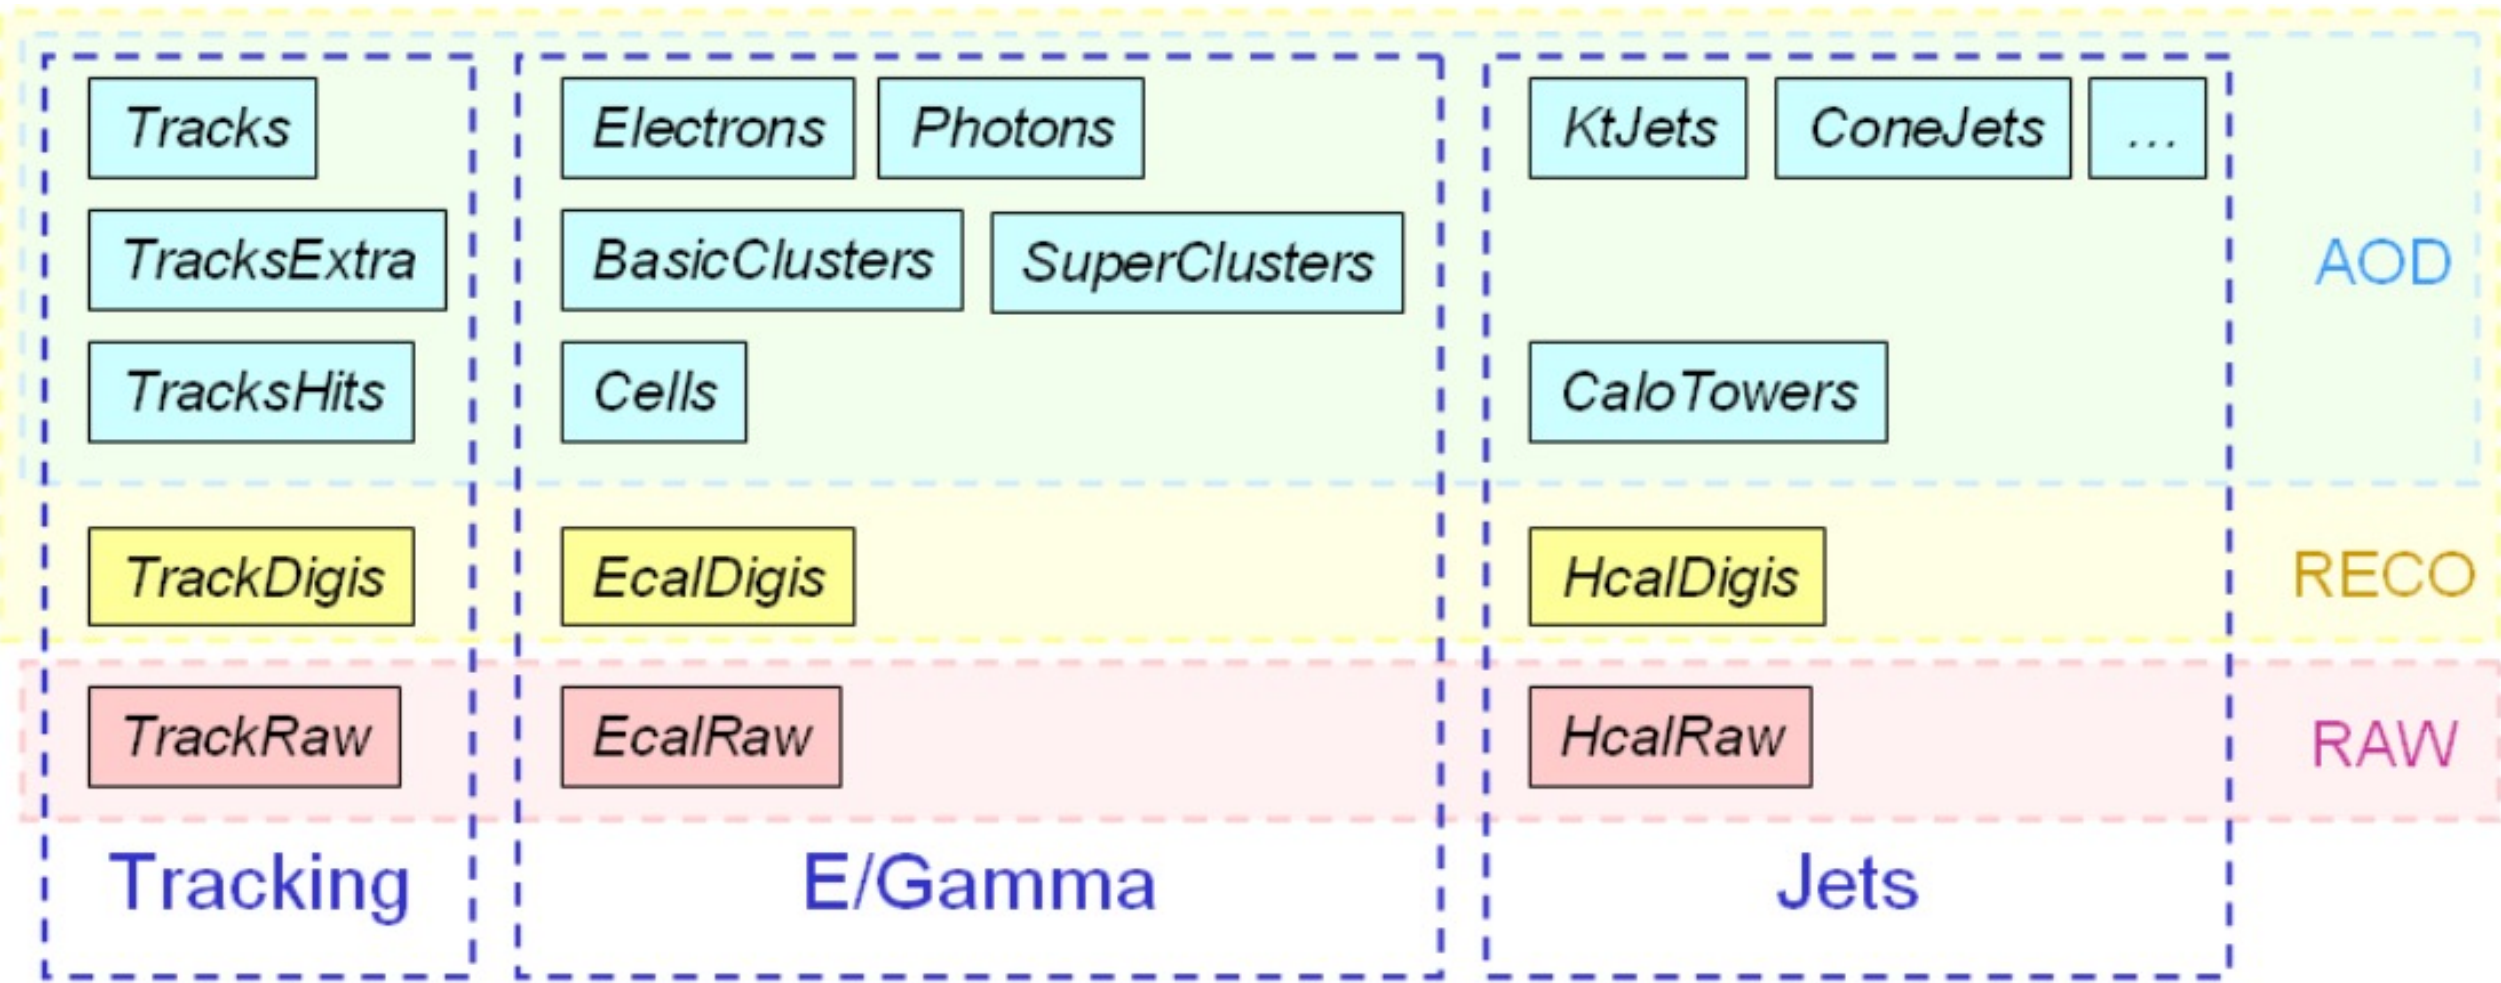 Tracks Electrons Photons KtJets ConeJets ...
TracksExtra BasicClusters SuperClusters AOD
TracksHits Cells CaloTowers
TrackDigis EcalDigis HcalDigis RECO
TrackRaw EcalRaw HcalRaw RAW
Tracking E/Gamma Jets